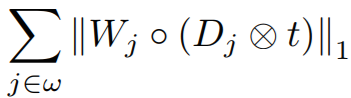 ∑_{j∈ω} ‖W_j ∘ (D_j ⊗ t)‖_1